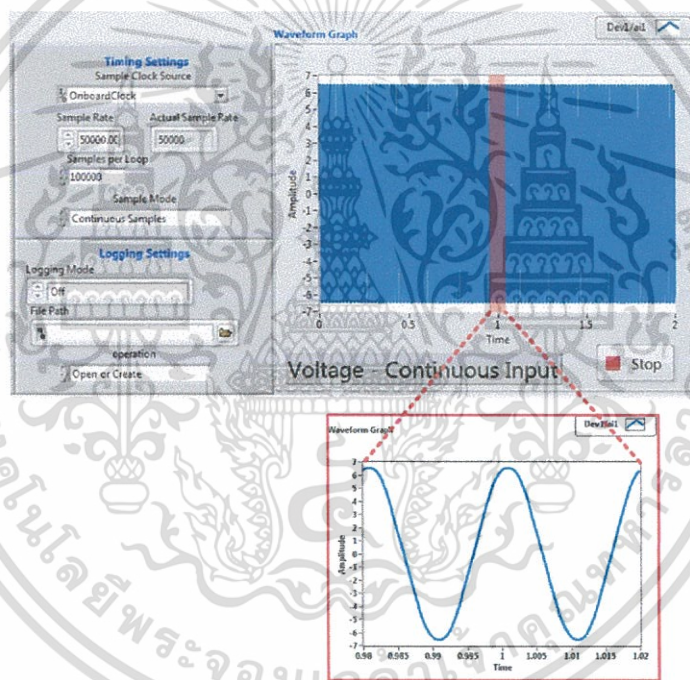 Dev1/ai1
Waveform Graph
Timing Settings
Sample Clock Source
OnboardClock
Sample Rate
Actual Sample Rate
50000.00
50000
Samples per Loop
100000
Sample Mode
Continuous Samples
Logging Settings
Logging Mode
Off
File Path
operation
Open or Create
Amplitude
7
6
5
4
3
2
1
0
-1
-2
-3
-4
-5
-6
-7
0
0.5
1
1.5
2
Time
Voltage - Continuous Input
Stop
Waveform Graph
Dev1/ai1
Amplitude
7
6
5
4
3
2
1
0
-1
-2
-3
-4
-5
-6
-7
0.98
0.985
0.99
0.995
1
1.005
1.01
1.015
1.02
Time